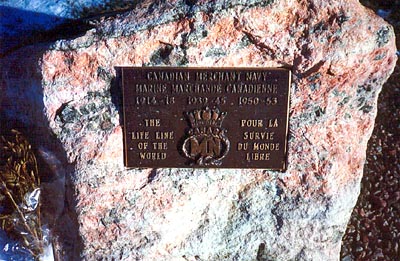 CANADIAN MERCHANT NAVY
MARINE MARCHANDE CANADIENNE
1914-18 1939-45 1950-53
THE
LIFE LINE
OF THE
WORLD
MN
POUR LA
SURVIE
DU MONDE
LIBRE